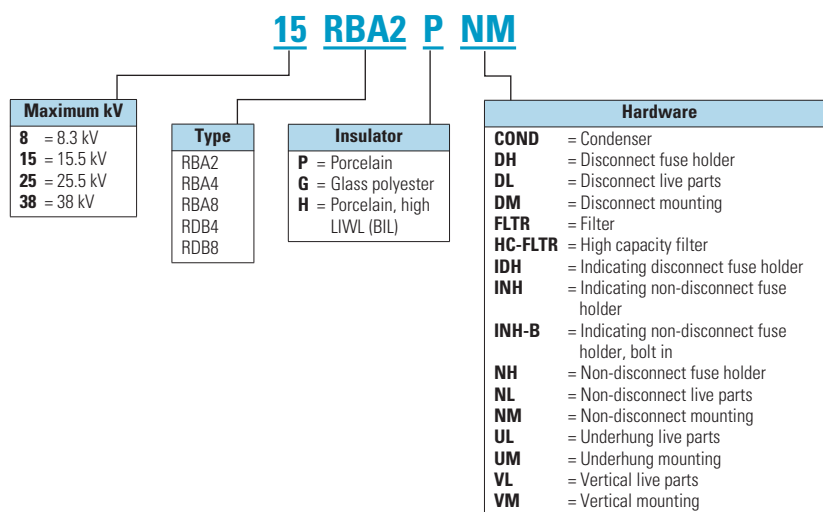 15 RBA2 P NM
Maximum kV
8 = 8.3 kV
15 = 15.5 kV
25 = 25.5 kV
38 = 38 kV
Type
RBA2
RBA4
RBA8
RDB4
RDB8
Insulator
P = Porcelain
G = Glass polyester
H = Porcelain, high
LIWL (BIL)
Hardware
COND = Condenser
DH = Disconnect fuse holder
DL = Disconnect live parts
DM = Disconnect mounting
FLTR = Filter
HC-FLTR = High capacity filter
IDH = Indicating disconnect fuse holder
INH = Indicating non-disconnect fuse
holder
INH-B = Indicating non-disconnect fuse
holder, bolt in
NH = Non-disconnect fuse holder
NL = Non-disconnect live parts
NM = Non-disconnect mounting
UL = Underhung live parts
UM = Underhung mounting
VL = Vertical live parts
VM = Vertical mounting